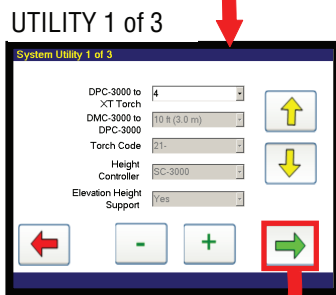 UTILITY 1 of 3
System Utility 1 of 3
DPC-3000 to
XT Torch
4
DMC-3000 to
DPC-3000
10 ft (3.0 m)
Torch Code
21-
Height
Controller
SC-3000
Elevation Height
Support
Yes
-
+